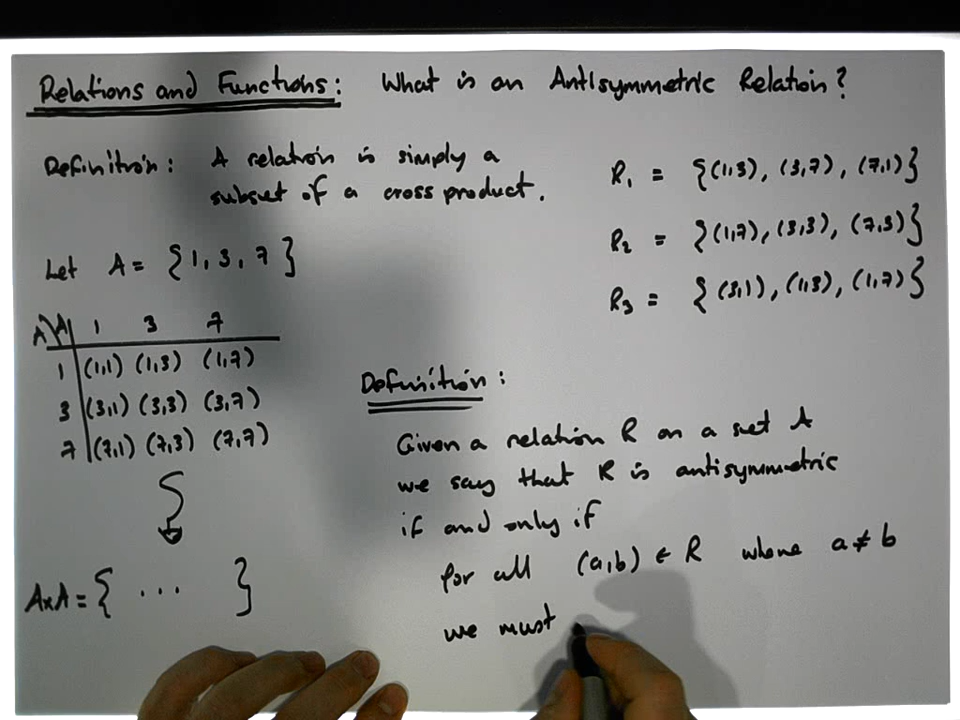 Relations and Functions: What is an Antisymmetric Relation?
Definition: A relation is simply a
subset of a cross product.
Let A = {1, 3, 7}
A\A 1 3 7
1 (1,1) (1,3) (1,7)
3 (3,1) (3,3) (3,7)
7 (7,1) (7,3) (7,7)
A×A = { ... }
R₁ = {(1,3), (3,7), (7,1)}
R₂ = {(1,7), (3,3), (7,3)}
R₃ = {(3,1), (1,3), (1,7)}
Definition:
Given a relation R on a set A
we say that R is antisymmetric
if and only if
for all (a,b) ∈ R where a ≠ b
we must